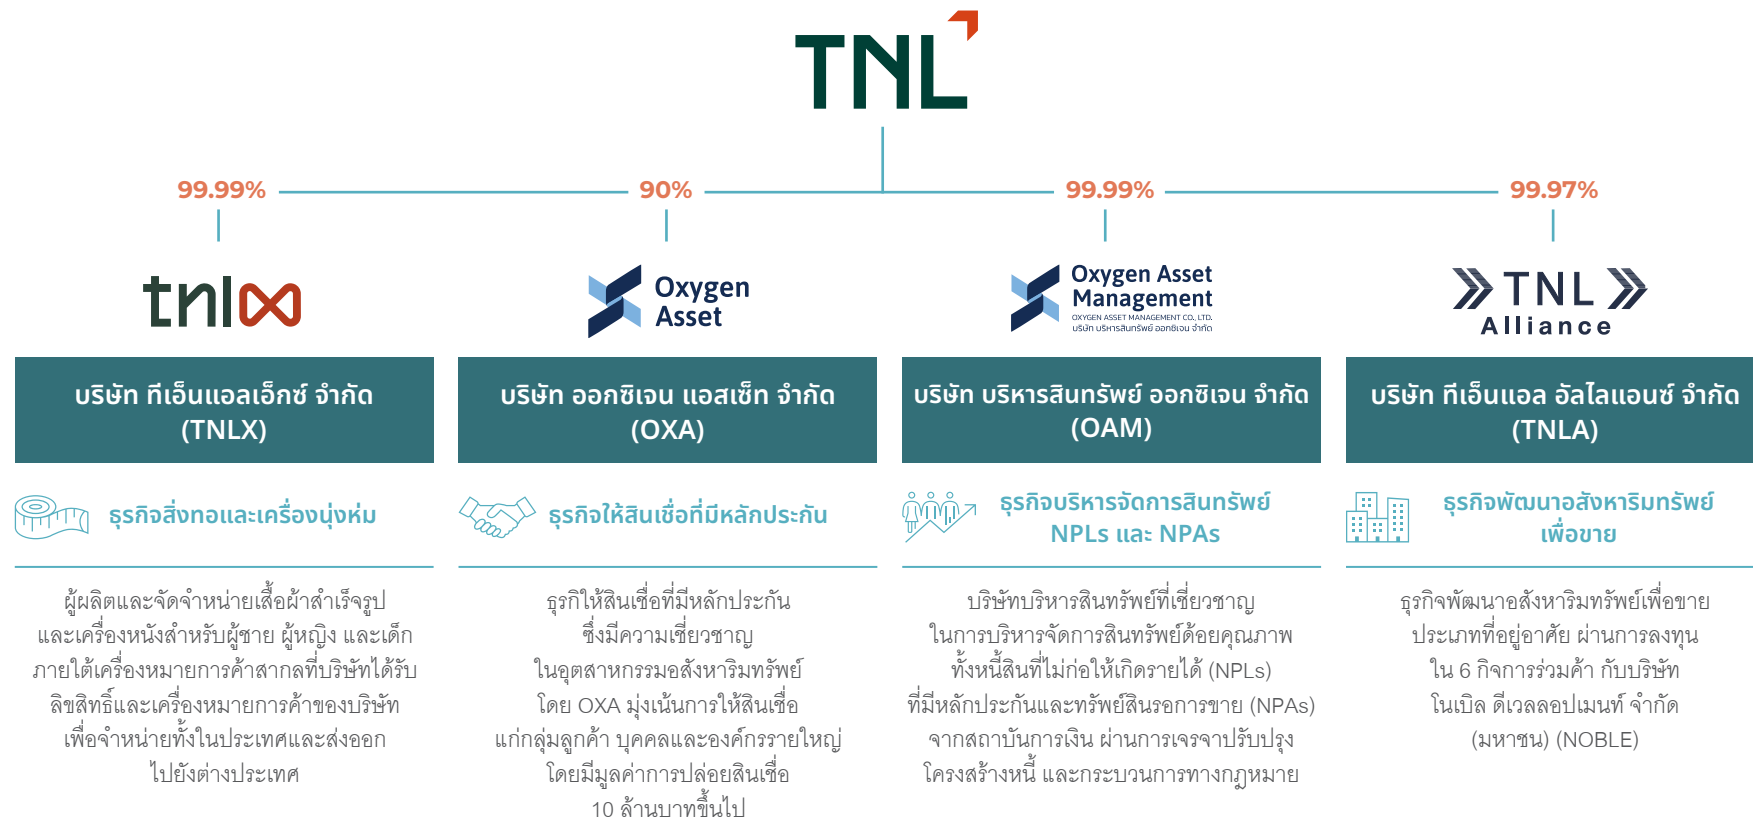 TNL
99.99%
90%
99.99%
99.97%
tnlx
Oxygen
Asset
Oxygen Asset
Management
OXYGEN ASSET MANAGEMENT CO., LTD.
บริษัท บริหารสินทรัพย์ ออกซิเจน จำกัด
TNL
Alliance
บริษัท ทีเอ็นแอลเอ็กซ์ จำกัด
(TNLX)
บริษัท ออกซิเจน แอสเซ็ท จำกัด
(OXA)
บริษัท บริหารสินทรัพย์ ออกซิเจน จำกัด
(OAM)
บริษัท ทีเอ็นแอล อัลไลแอนซ์ จำกัด
(TNLA)
ธุรกิจสิ่งทอและเครื่องนุ่งห่ม
ธุรกิจให้สินเชื่อที่มีหลักประกัน
ธุรกิจบริหารจัดการสินทรัพย์
NPLs และ NPAs
ธุรกิจพัฒนาอสังหาริมทรัพย์
เพื่อขาย
ผู้ผลิตและจัดจำหน่ายเสื้อผ้าสำเร็จรูป
และเครื่องหนังสำหรับผู้ชาย ผู้หญิง และเด็ก
ภายใต้เครื่องหมายการค้าสากลที่บริษัทได้รับ
ลิขสิทธิ์และเครื่องหมายการค้าของบริษัท
เพื่อจำหน่ายทั้งในประเทศและส่งออก
ไปยังต่างประเทศ
ธุรกิให้สินเชื่อที่มีหลักประกัน
ซึ่งมีความเชี่ยวชาญ
ในอุตสาหกรรมอสังหาริมทรัพย์
โดย OXA มุ่งเน้นการให้สินเชื่อ
แก่กลุ่มลูกค้า บุคคลและองค์กรรายใหญ่
โดยมีมูลค่าการปล่อยสินเชื่อ
10 ล้านบาทขึ้นไป
บริษัทบริหารสินทรัพย์ที่เชี่ยวชาญ
ในการบริหารจัดการสินทรัพย์ด้อยคุณภาพ
ทั้งหนี้สินที่ไม่ก่อให้เกิดรายได้ (NPLs)
ที่มีหลักประกันและทรัพย์สินรอการขาย (NPAs)
จากสถาบันการเงิน ผ่านการเจรจาปรับปรุง
โครงสร้างหนี้ และกระบวนการทางกฎหมาย
ธุรกิจพัฒนาอสังหาริมทรัพย์เพื่อขาย
ประเภทที่อยู่อาศัย ผ่านการลงทุน
ใน 6 กิจการร่วมค้า กับบริษัท
โนเบิล ดีเวลลอปเมนท์ จำกัด
(มหาชน) (NOBLE)